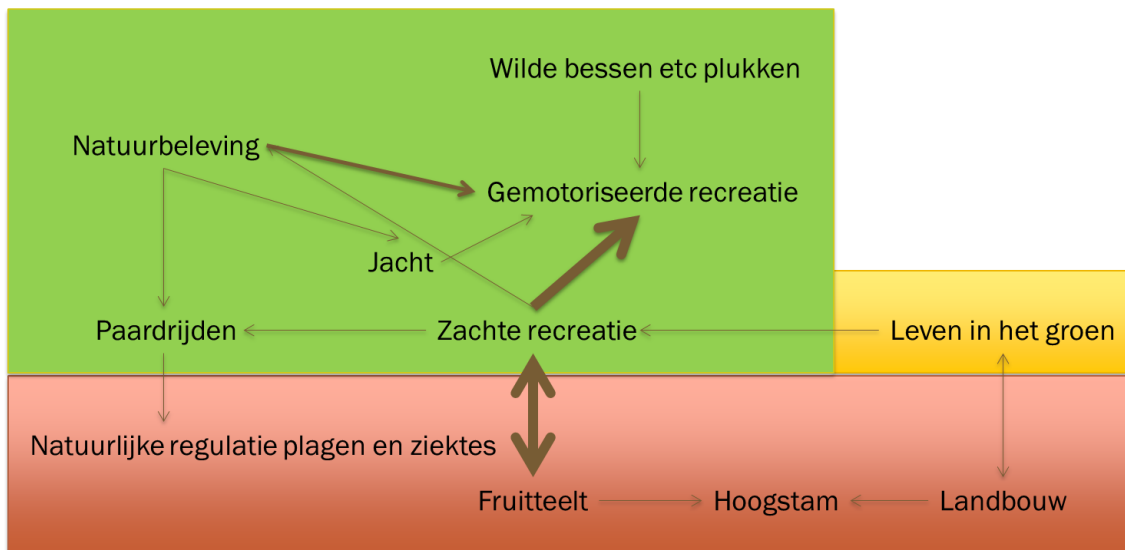 Wilde bessen etc plukken
Natuurbeleving
Gemotoriseerde recreatie
Jacht
Paardrijden
Zachte recreatie
Leven in het groen
Natuurlijke regulatie plagen en ziektes
Fruitteelt
Hoogstam
Landbouw